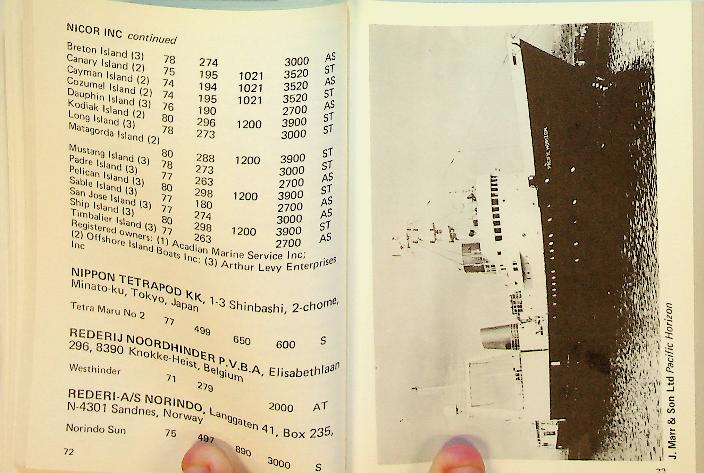 NICOR INC continued
Breton Island (3) 78 274 3000 AS
Canary Island (2) 75 195 1021 3520 ST
Cayman Island (2) 74 194 1021 3520 AS
Cozumel Island (2) 74 195 1021 3520 ST
Dauphin Island (3) 76 190 2700 AS
Kodiak Island (2) 80 296 1200 3900 ST
Long Island (3) 78 273 3000
Matagorda Island (2)
80 288 1200 3900 ST
Mustang Island (3) 78 273 3000
Padre Island (3) 77 263 2700 AS
Pelican Island 80 298 1200 3900 ST
Sable Island (3) 77 180 2700 AS
San Jose Island (3) 274 3000 AS
Ship Island (3) 80 298 1200 3900 ST
Timbalier Island (3) 77 263 2700 AS
Registered owners: (1) Acadian Marine Service Inc;
(2) Offshore Island Boats Inc; (3) Arthur Levy Enterprises
Inc
NIPPON TETRAPOD KK, 1-3 Shinbashi, 2-chome,
Minato-ku, Tokyo, Japan
Tetra Maru No 2 77 499 650 600 S
REDERIJ NOORDHINDER P.V.B.A, Elisabethlaan
296, 8390 Knokke-Heist, Belgium
Westhinder 71 279 2000 AT
REDERI-A/S NORINDO, Langgaten 41, Box 235,
N-4301 Sandnes, Norway
Norindo Sun 75 497 890 3000 S
72
PACIFIC HORIZON
J. Marr & Son Ltd Pacific Horizon